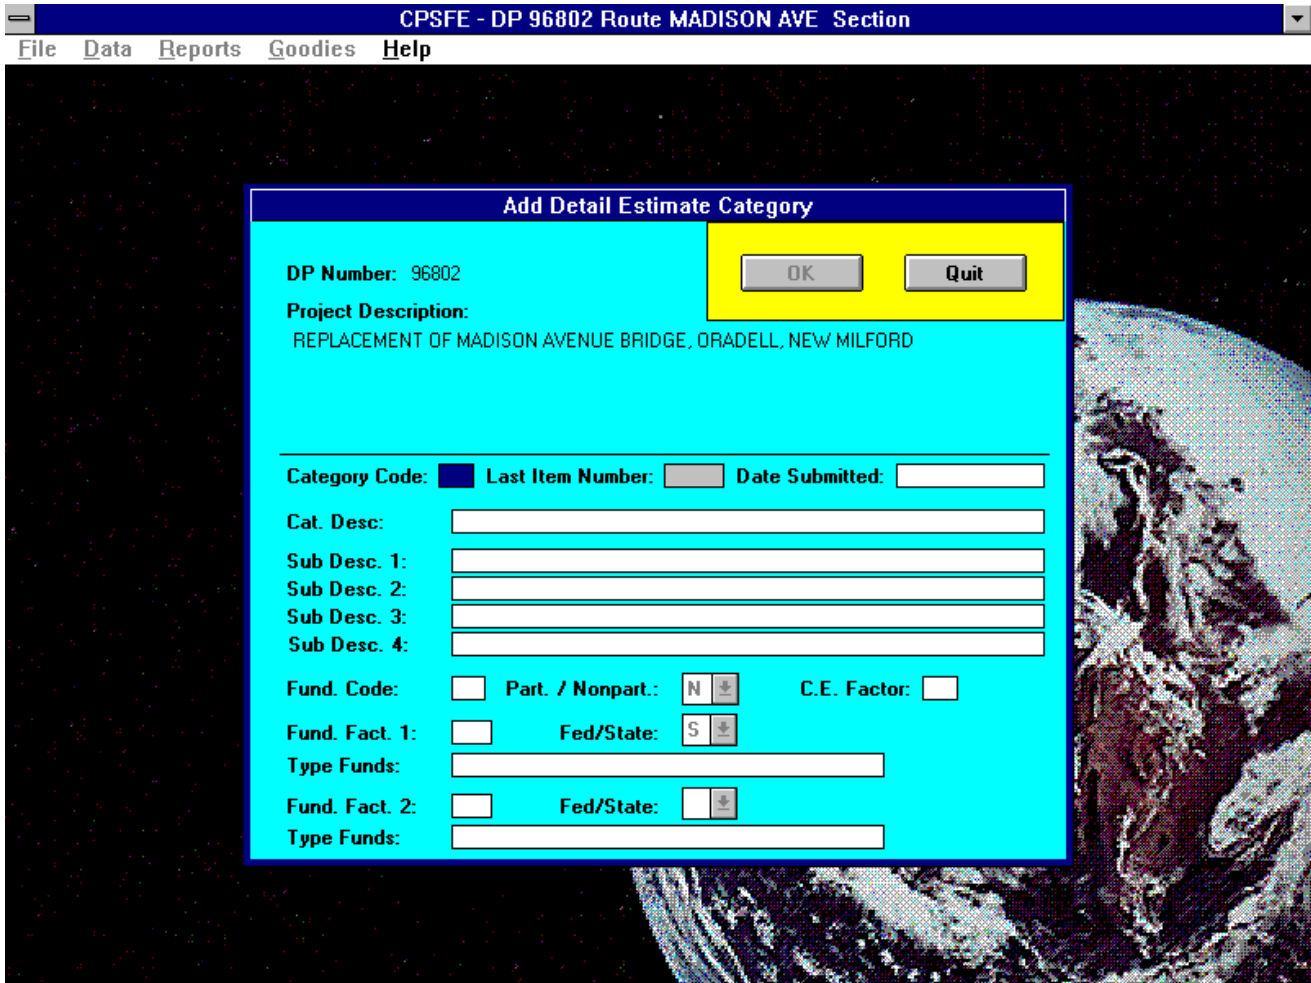 CPSFE - DP 96802 Route MADISON AVE  Section
File Data Reports Goodies Help
Add Detail Estimate Category
OK Quit
DP Number: 96802
Project Description:
REPLACEMENT OF MADISON AVENUE BRIDGE, ORADELL, NEW MILFORD
Category Code: Last Item Number: Date Submitted:
Cat. Desc:
Sub Desc. 1:
Sub Desc. 2:
Sub Desc. 3:
Sub Desc. 4:
Fund. Code: Part. / Nonpart.: N C.E. Factor:
Fund. Fact. 1: Fed/State: S
Type Funds:
Fund. Fact. 2: Fed/State:
Type Funds: